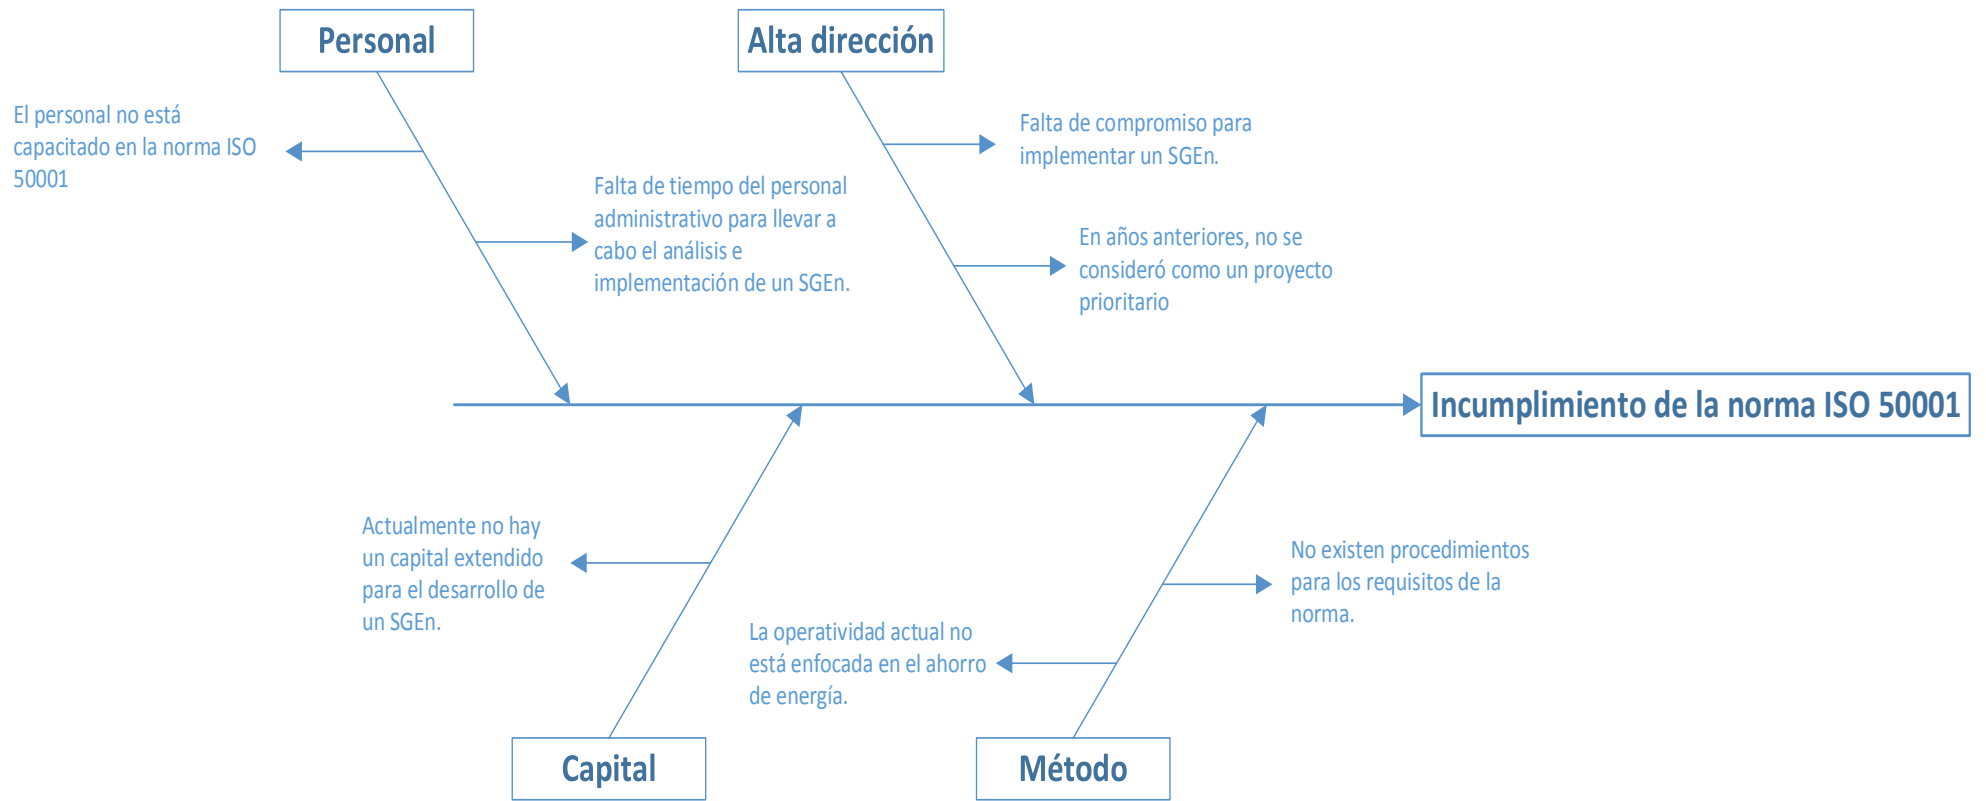 Personal
Alta dirección
El personal no está
capacitado en la norma ISO
50001
Falta de tiempo del personal
administrativo para llevar a
cabo el análisis e
implementación de un SGEn.
Falta de compromiso para
implementar un SGEn.
En años anteriores, no se
consideró como un proyecto
prioritario
Incumplimiento de la norma ISO 50001
Actualmente no hay
un capital extendido
para el desarrollo de
un SGEn.
La operatividad actual no
está enfocada en el ahorro
de energía.
No existen procedimientos
para los requisitos de la
norma.
Capital
Método